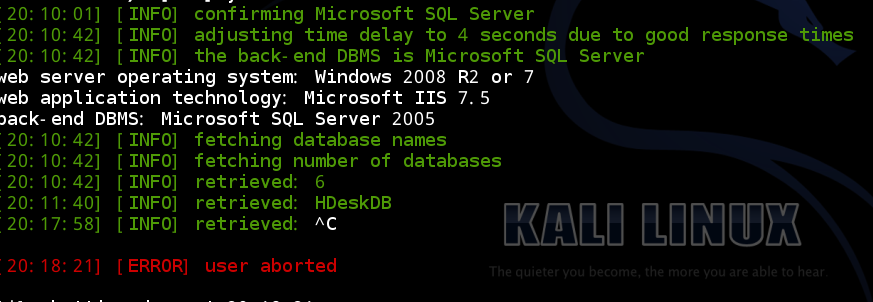 [20:10:01] [INFO] confirming Microsoft SQL Server
[20:10:42] [INFO] adjusting time delay to 4 seconds due to good response times
[20:10:42] [INFO] the back-end DBMS is Microsoft SQL Server
web server operating system: Windows 2008 R2 or 7
web application technology: Microsoft IIS 7.5
back-end DBMS: Microsoft SQL Server 2005
[20:10:42] [INFO] fetching database names
[20:10:42] [INFO] fetching number of databases
[20:10:42] [INFO] retrieved: 6
[20:11:40] [INFO] retrieved: HDeskDB
[20:17:58] [INFO] retrieved: ^C
KALI LINUX
[20:18:21] [ERROR] user aborted
The quieter you become, the more you are able to hear.